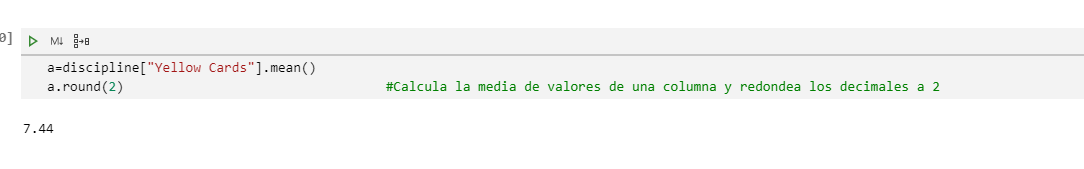 0]
M↓
a=discipline["Yellow Cards"].mean()
a.round(2) #Calcula la media de valores de una columna y redondea los decimales a 2
7.44